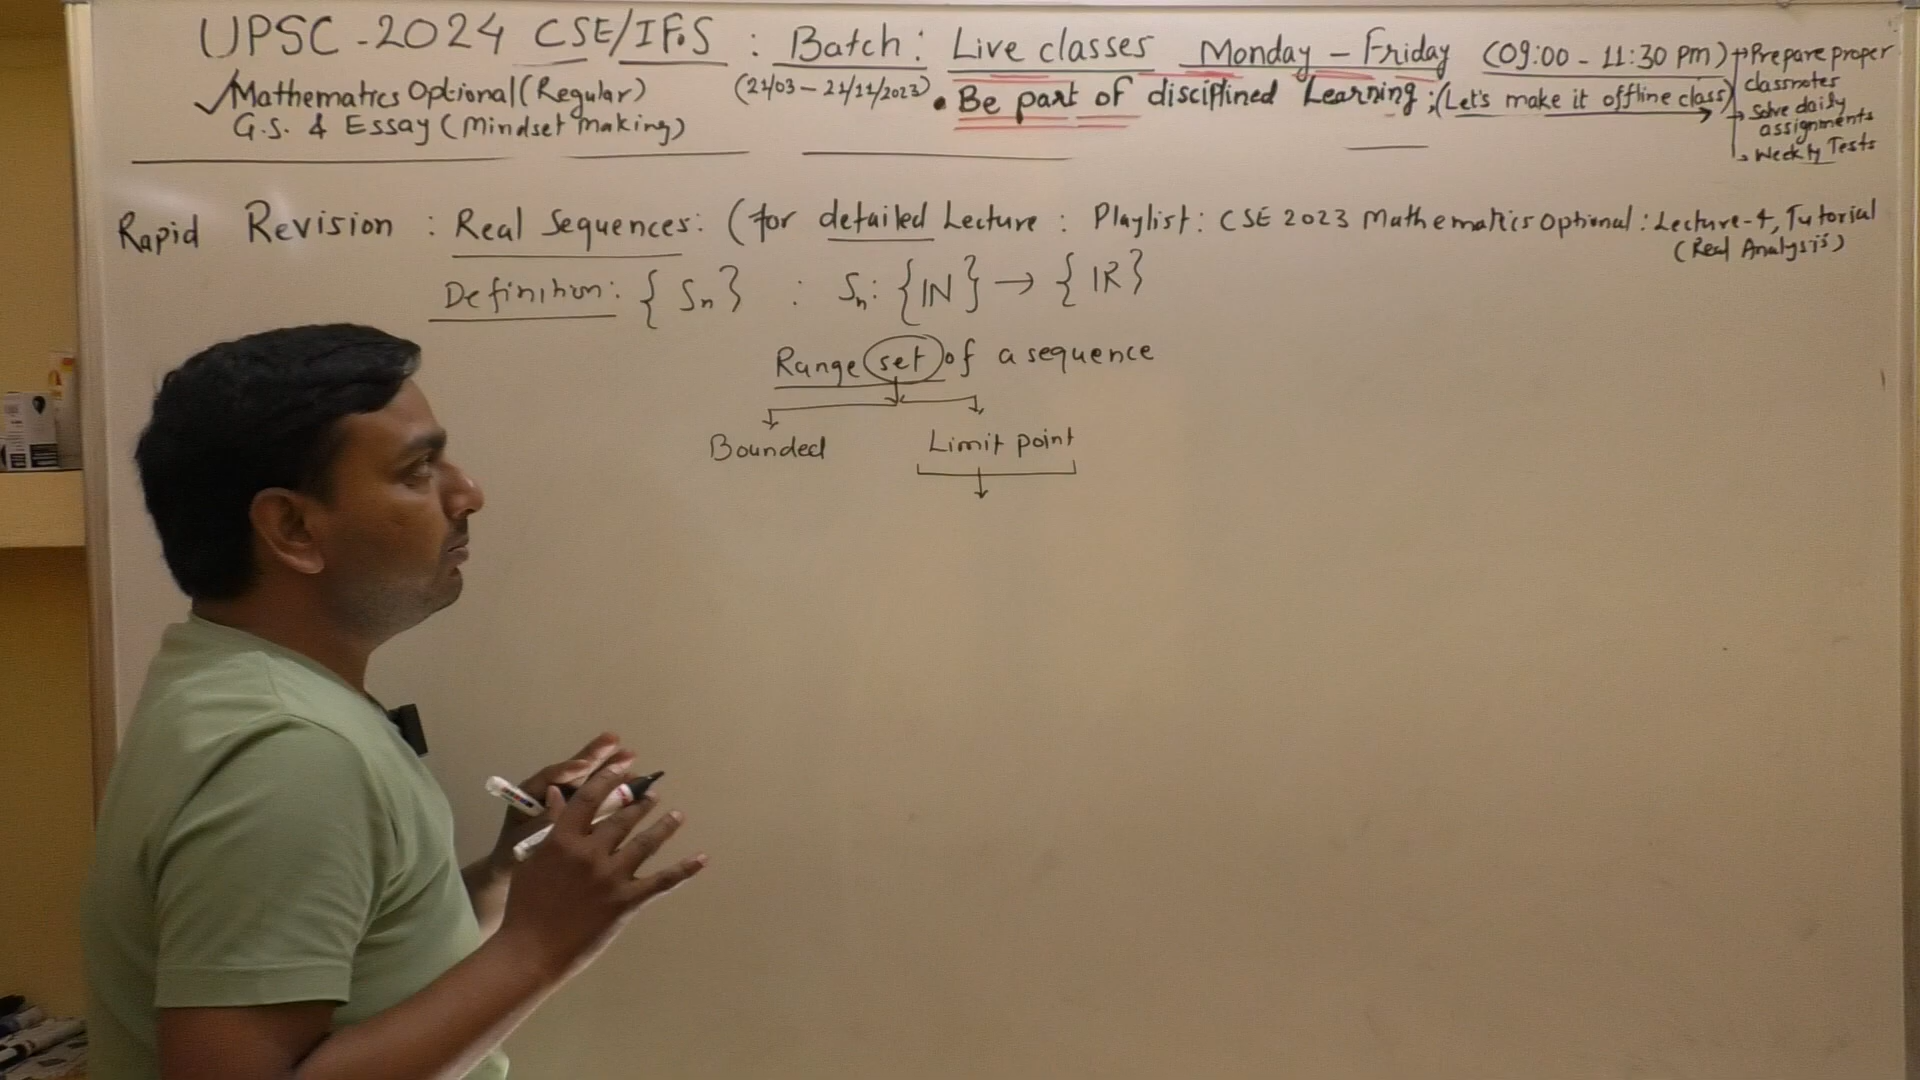 UPSC - 2024 CSE/IFoS : Batch : Live classes Monday - Friday (09:00 - 11:30 pm) → Prepare proper classnotes
✓ Mathematics Optional (Regular) (21/03 - 21/11/2023) • Be part of disciplined Learning : (Let's make it offline class) → Solve daily assignments
G.S. & Essay (Mindset making) → Weekly Tests
Rapid Revision : Real Sequences : (for detailed Lecture : Playlist : CSE 2023 Mathematics Optional : Lecture-4, Tutorial
(Real Analysis)
Definition : {Sn} : Sn : {IN} → {IR}
Range set of a sequence
Bounded Limit point